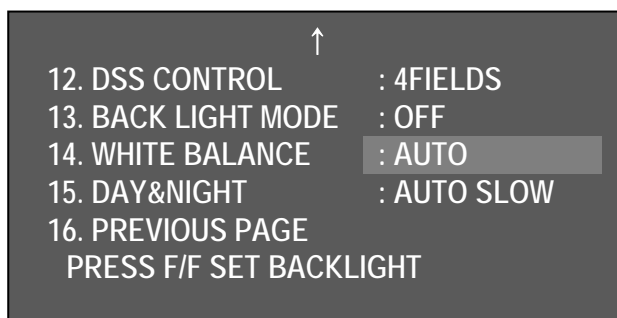 ↑
12. DSS CONTROL : 4FIELDS
13. BACK LIGHT MODE : OFF
14. WHITE BALANCE : AUTO
15. DAY&NIGHT : AUTO SLOW
16. PREVIOUS PAGE
PRESS F/F SET BACKLIGHT